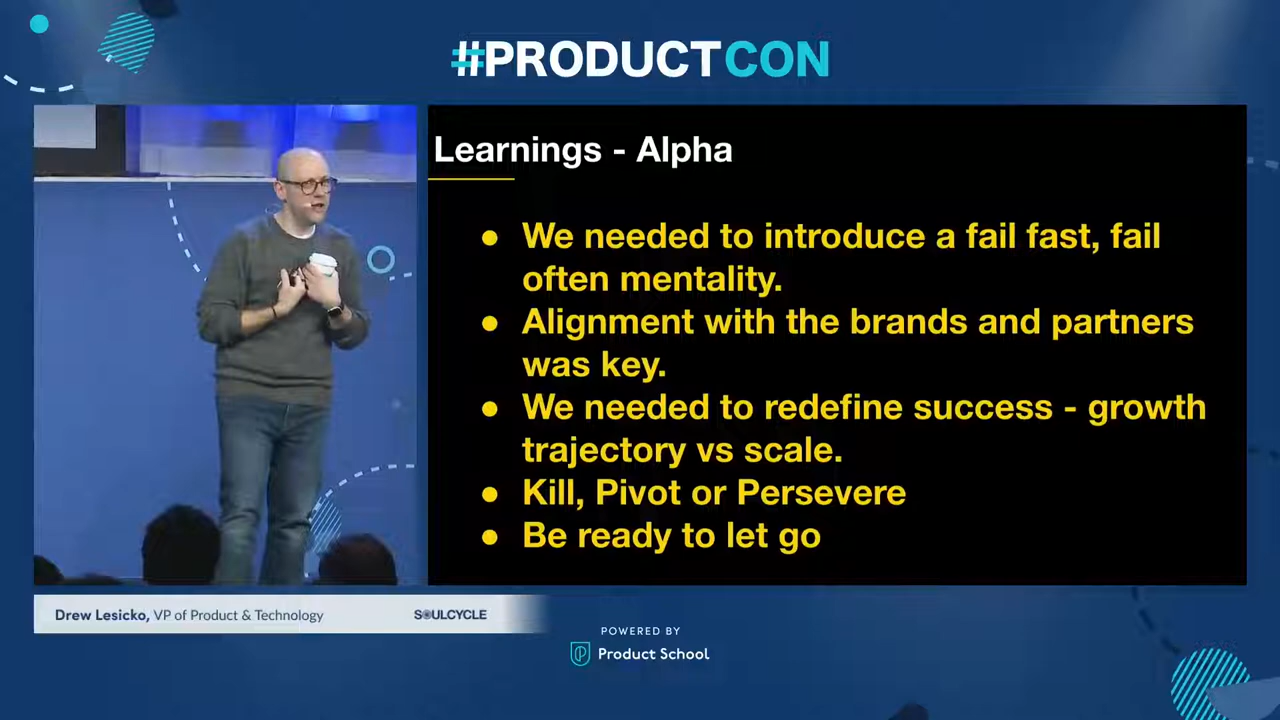 #PRODUCTCON
Learnings - Alpha
● We needed to introduce a fail fast, fail
often mentality.
● Alignment with the brands and partners
was key.
● We needed to redefine success - growth
trajectory vs scale.
● Kill, Pivot or Persevere
● Be ready to let go
Drew Lesicko, VP of Product & Technology
SOULCYCLE
POWERED BY
Product School